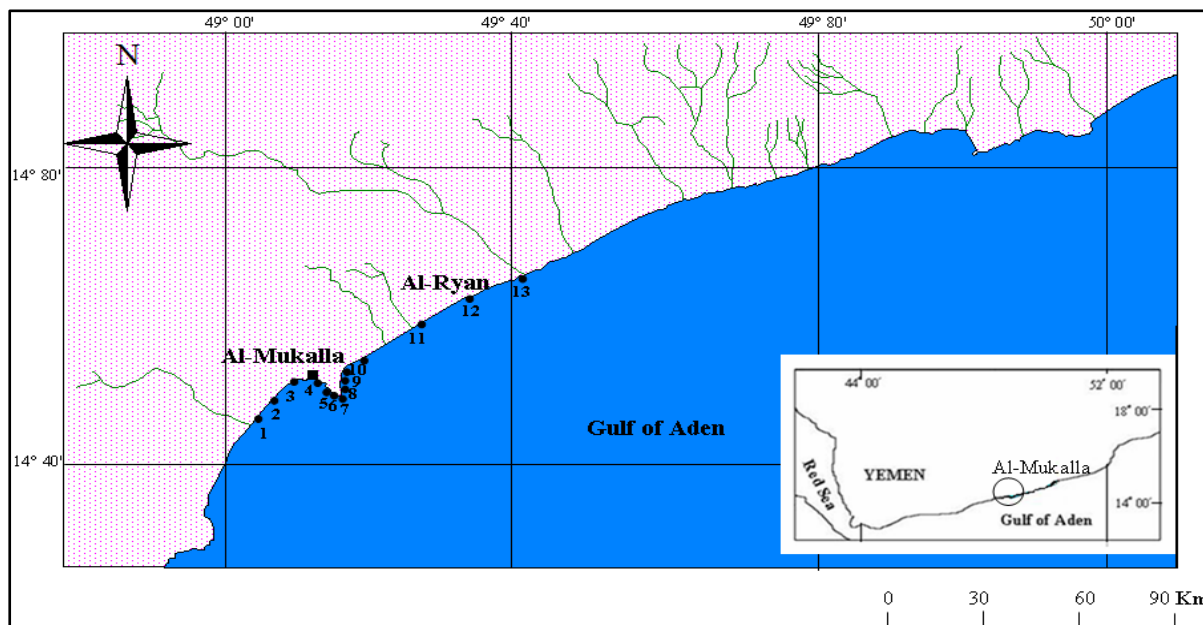 49° 00'
49° 40'
49° 80'
50° 00'
N
14° 80'
Al-Ryan
13
12
11
Al-Mukalla
10
9
8
7
6
5
4
3
2
1
Gulf of Aden
14° 40'
44° 00'
52° 00'
18° 00'
Al-Mukalla
YEMEN
Red Sea
14° 00'
Gulf of Aden
0 30 60 90 Km